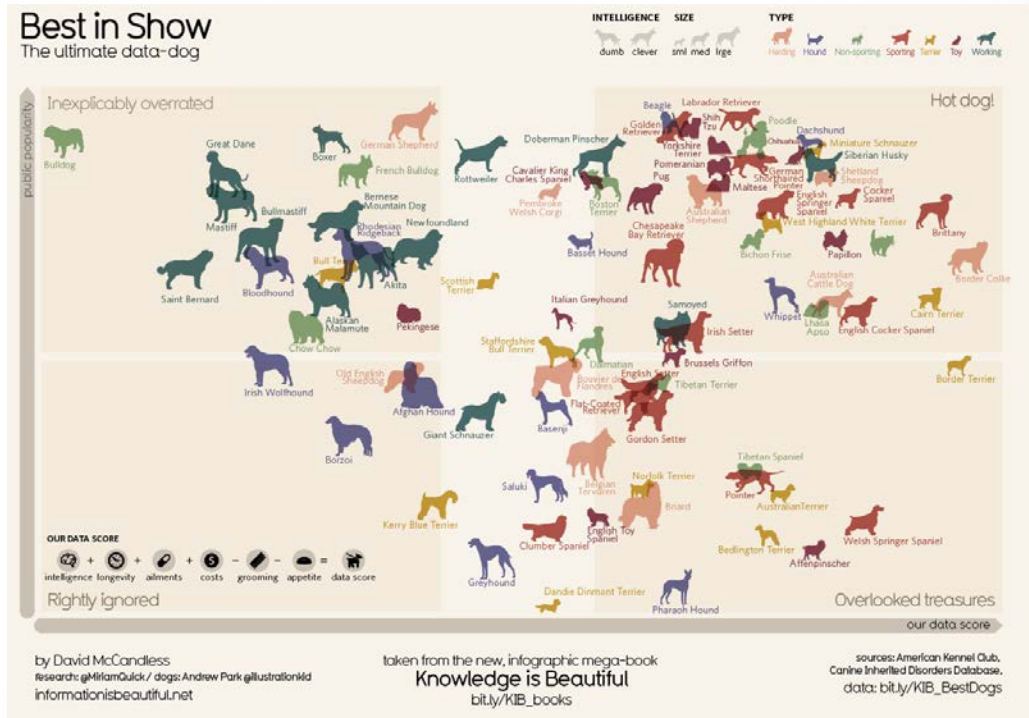 Best in Show
The ultimate data-dog
INTELLIGENCE
dumb clever
SIZE
sml med lrge
TYPE
Herding Hound Non-sporting Sporting Terrier Toy Working
public popularity
Inexplicably overrated
Hot dog!
Bulldog
Great Dane
Boxer
German Shepherd
French Bulldog
Rottweiler
Doberman Pinscher
Cavalier King
Charles Spaniel
Pembroke
Welsh Corgi
Boston
Terrier
Beagle
Labrador Retriever
Golden
Retriever
Shih
Tzu
Poodle
Yorkshire
Terrier
Chihuahua
Dachshund
Miniature Schnauzer
Siberian Husky
Pomeranian
Pug
Maltese
German
Shorthaired
Pointer
Shetland
Sheepdog
Australian
Shepherd
English
Springer
Spaniel
Cocker
Spaniel
Brittany
West Highland White Terrier
Bichon Frise
Papillon
Border Collie
Mastiff
Bullmastiff
Bernese
Mountain Dog
Rhodesian
Ridgeback
Newfoundland
Saint Bernard
Bloodhound
Bull
Akita
Alaskan
Malamute
Chow Chow
Pekingese
Scottish
Terrier
Basset Hound
Chesapeake
Bay Retriever
Italian Greyhound
Samoyed
Irish Setter
Whippet
Australian
Cattle Dog
Lhasa
Apso
English Cocker Spaniel
Cairn Terrier
Staffordshire
Bull Terrier
Dalmatian
Brussels Griffon
Border Terrier
Irish Wolfhound
Old English
Sheepdog
Afghan Hound
Giant Schnauzer
Bouvier des
Flandres
English Setter
Tibetan Terrier
Flat-Coated
Retriever
Basenji
Gordon Setter
Borzoi
Belgian
Tervuren
Saluki
Norfolk Terrier
Briard
Tibetan Spaniel
Pointer
AustralianTerrier
Kerry Blue Terrier
Clumber Spaniel
English Toy
Spaniel
Bedlington Terrier
Affenpinscher
Welsh Springer Spaniel
Greyhound
Dandie Dinmont Terrier
Pharaoh Hound
OUR DATA SCORE
intelligence + longevity + ailments + costs - grooming - appetite = data score
Rightly ignored
Overlooked treasures
our data score
by David McCandless
research: @MiriamQuick / dogs: Andrew Park @illustrationkid
informationisbeautiful.net
taken from the new, infographic mega-book
Knowledge is Beautiful
bit.ly/KIB_books
sources: American Kennel Club,
Canine Inherited Disorders Database,
data: bit.ly/KIB_BestDogs